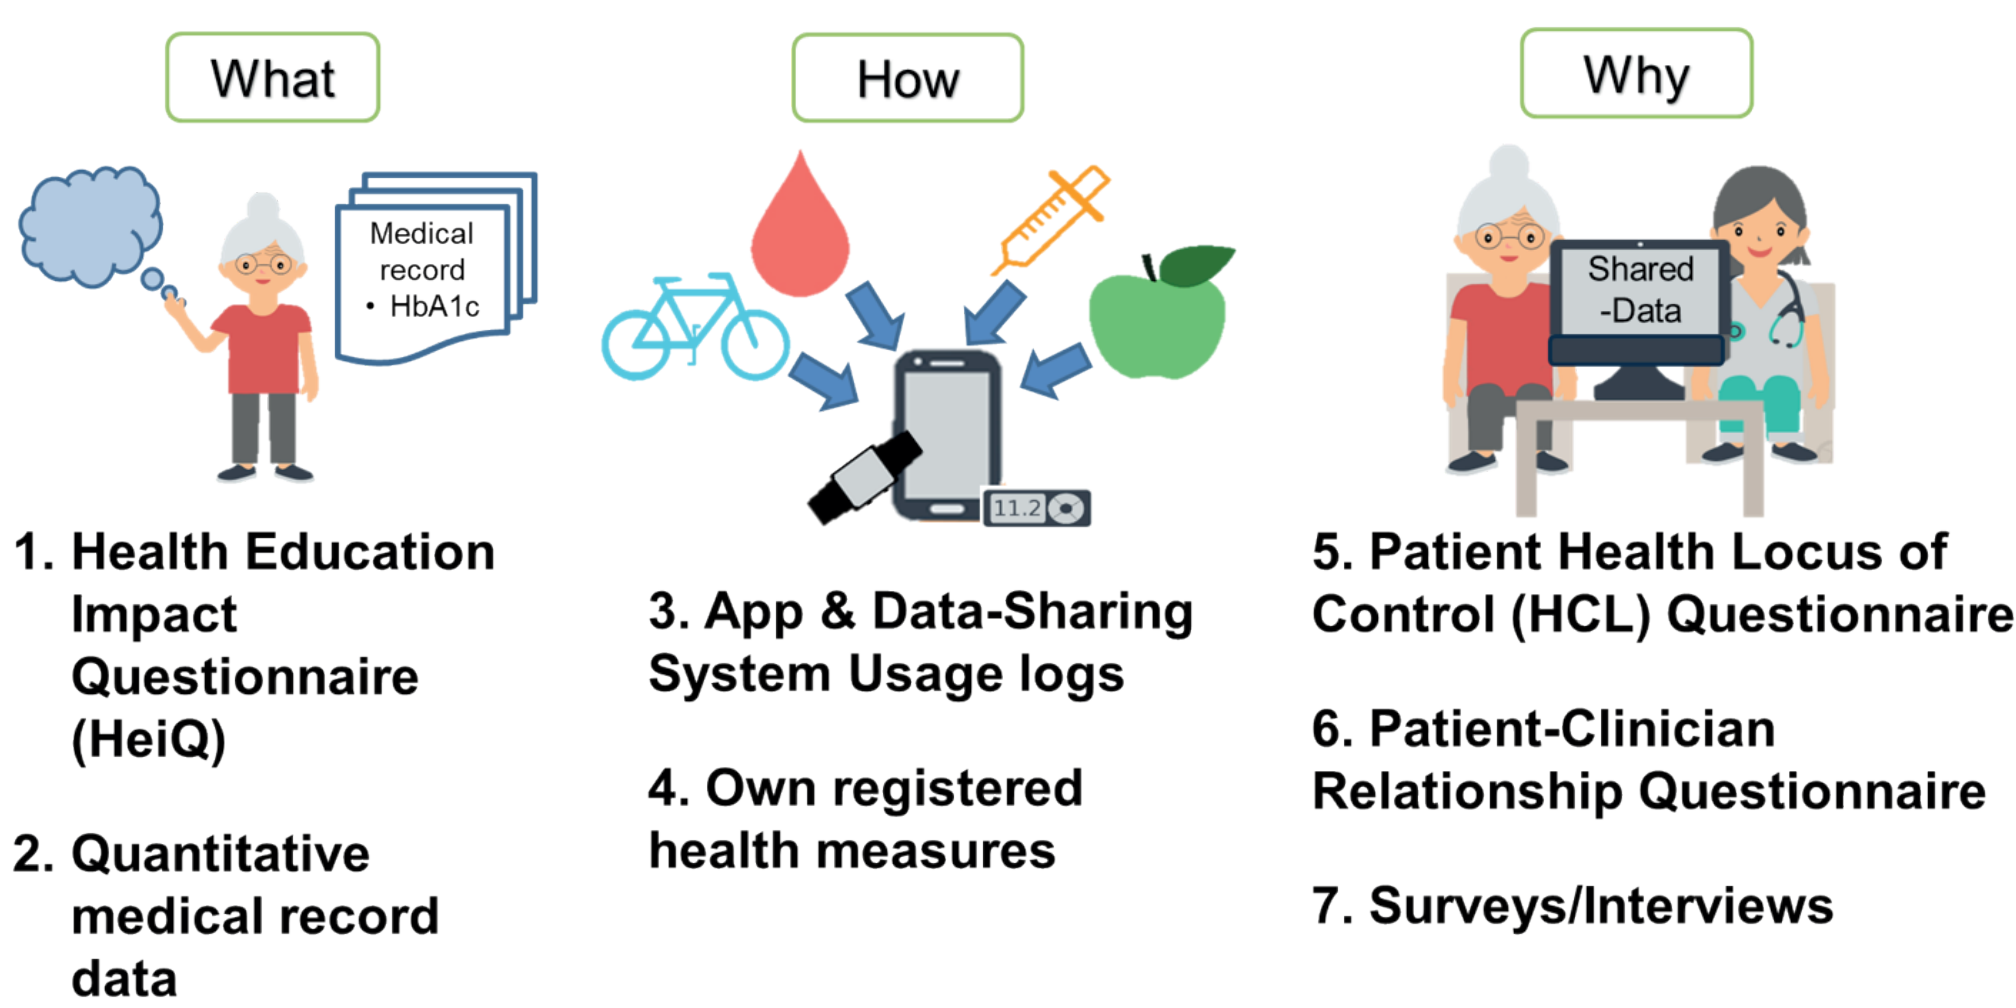 What
Medical
record
• HbA1c
1. Health Education
Impact
Questionnaire
(HeiQ)
2. Quantitative
medical record
data
How
11.2
3. App & Data-Sharing
System Usage logs
4. Own registered
health measures
Why
Shared
-Data
5. Patient Health Locus of
Control (HCL) Questionnaire
6. Patient-Clinician
Relationship Questionnaire
7. Surveys/Interviews